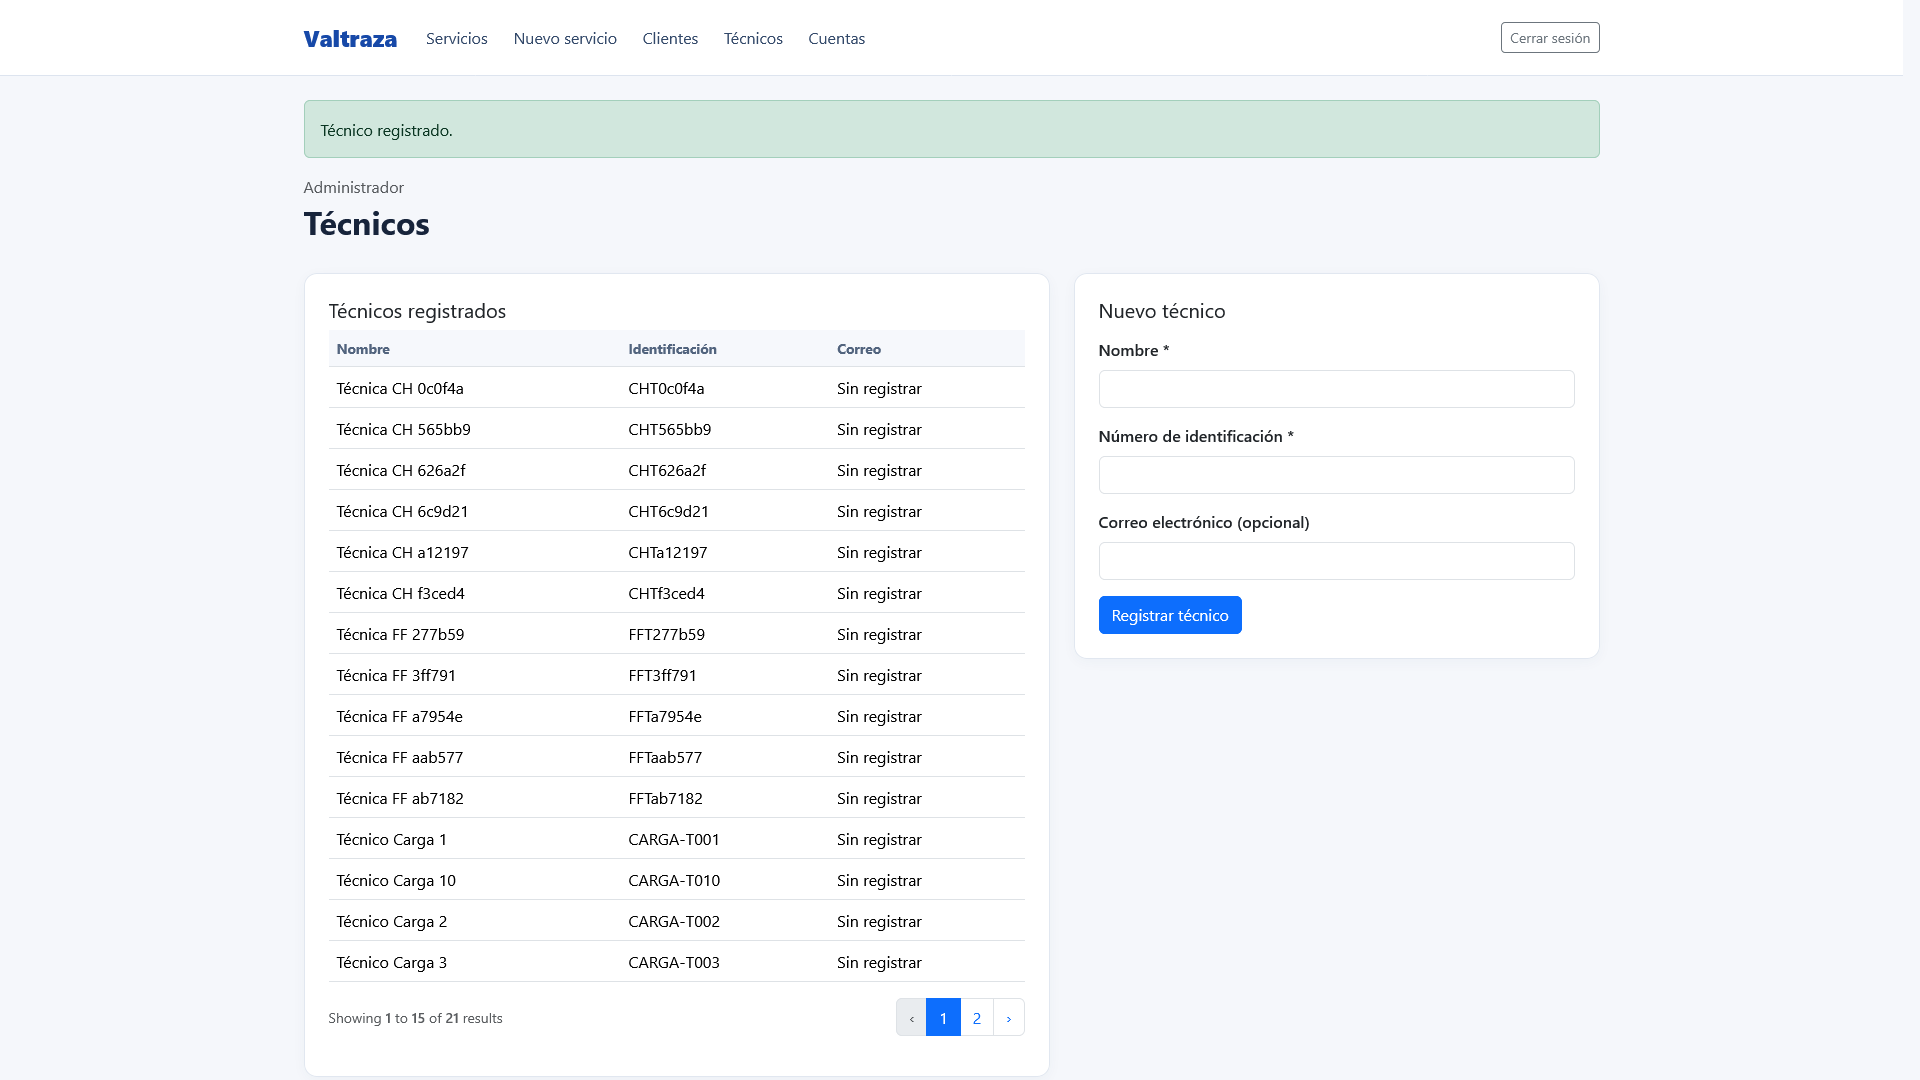 Valtraza Servicios Nuevo servicio Clientes Técnicos Cuentas Cerrar sesión
Técnico registrado.
Administrador
Técnicos
Técnicos registrados
Nombre Identificación Correo
Técnica CH 0c0f4a CHT0c0f4a Sin registrar
Técnica CH 565bb9 CHT565bb9 Sin registrar
Técnica CH 626a2f CHT626a2f Sin registrar
Técnica CH 6c9d21 CHT6c9d21 Sin registrar
Técnica CH a12197 CHTa12197 Sin registrar
Técnica CH f3ced4 CHTf3ced4 Sin registrar
Técnica FF 277b59 FFT277b59 Sin registrar
Técnica FF 3ff791 FFT3ff791 Sin registrar
Técnica FF a7954e FFTa7954e Sin registrar
Técnica FF aab577 FFTaab577 Sin registrar
Técnica FF ab7182 FFTab7182 Sin registrar
Técnico Carga 1 CARGA-T001 Sin registrar
Técnico Carga 10 CARGA-T010 Sin registrar
Técnico Carga 2 CARGA-T002 Sin registrar
Técnico Carga 3 CARGA-T003 Sin registrar
Showing 1 to 15 of 21 results ‹ 1 2 ›
Nuevo técnico
Nombre *
Número de identificación *
Correo electrónico (opcional)
Registrar técnico